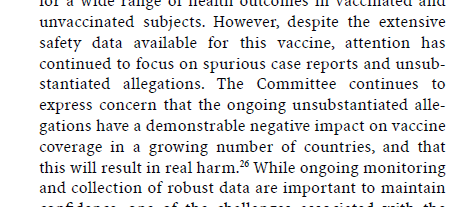 for a wide range of health outcomes in vaccinated and
unvaccinated subjects. However, despite the extensive
safety data available for this vaccine, attention has
continued to focus on spurious case reports and unsub-
stantiated allegations. The Committee continues to
express concern that the ongoing unsubstantiated alle-
gations have a demonstrable negative impact on vaccine
coverage in a growing number of countries, and that
this will result in real harm.²⁶ While ongoing monitoring
and collection of robust data are important to maintain
confidence, one of the challenges associated with the